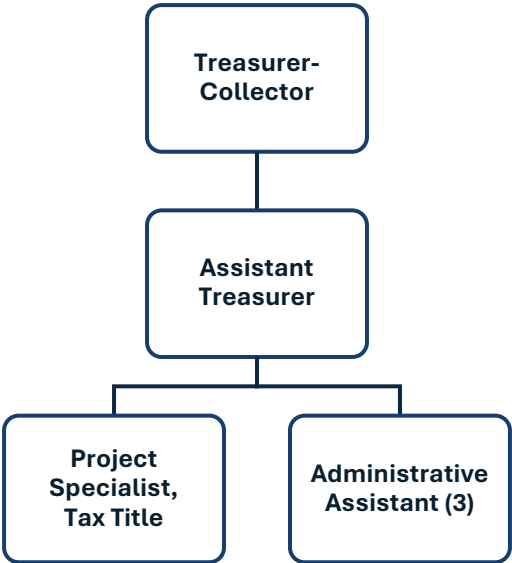 Treasurer-
Collector
Assistant
Treasurer
Project
Specialist,
Tax Title
Administrative
Assistant (3)